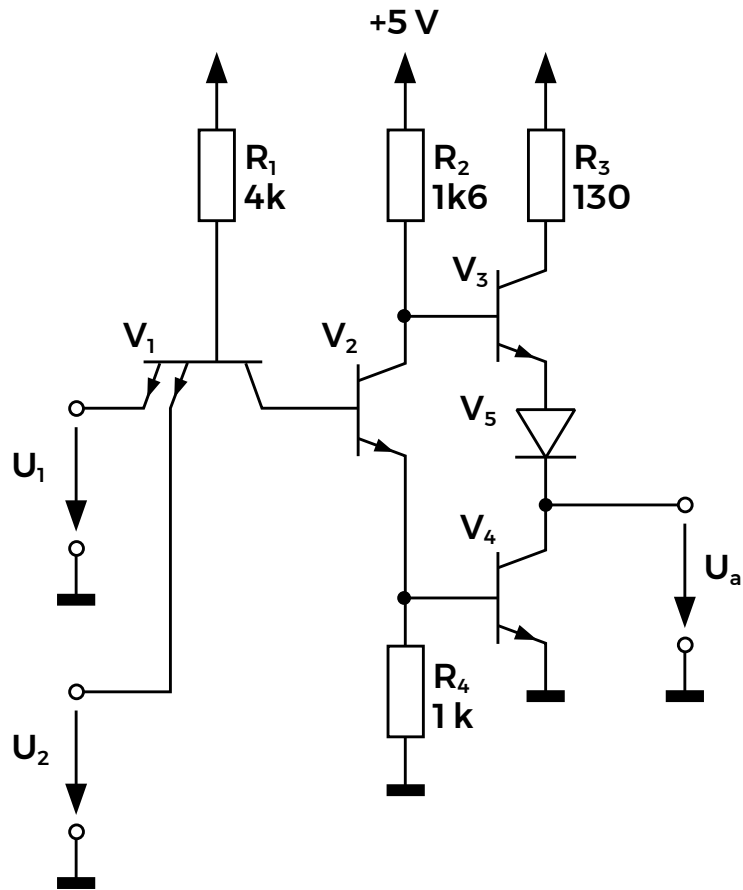 +5 V
R₁
4k
R₂
1k6
R₃
130
V₃
V₁
V₂
V₅
U₁
V₄
Uₐ
R₄
1 k
U₂